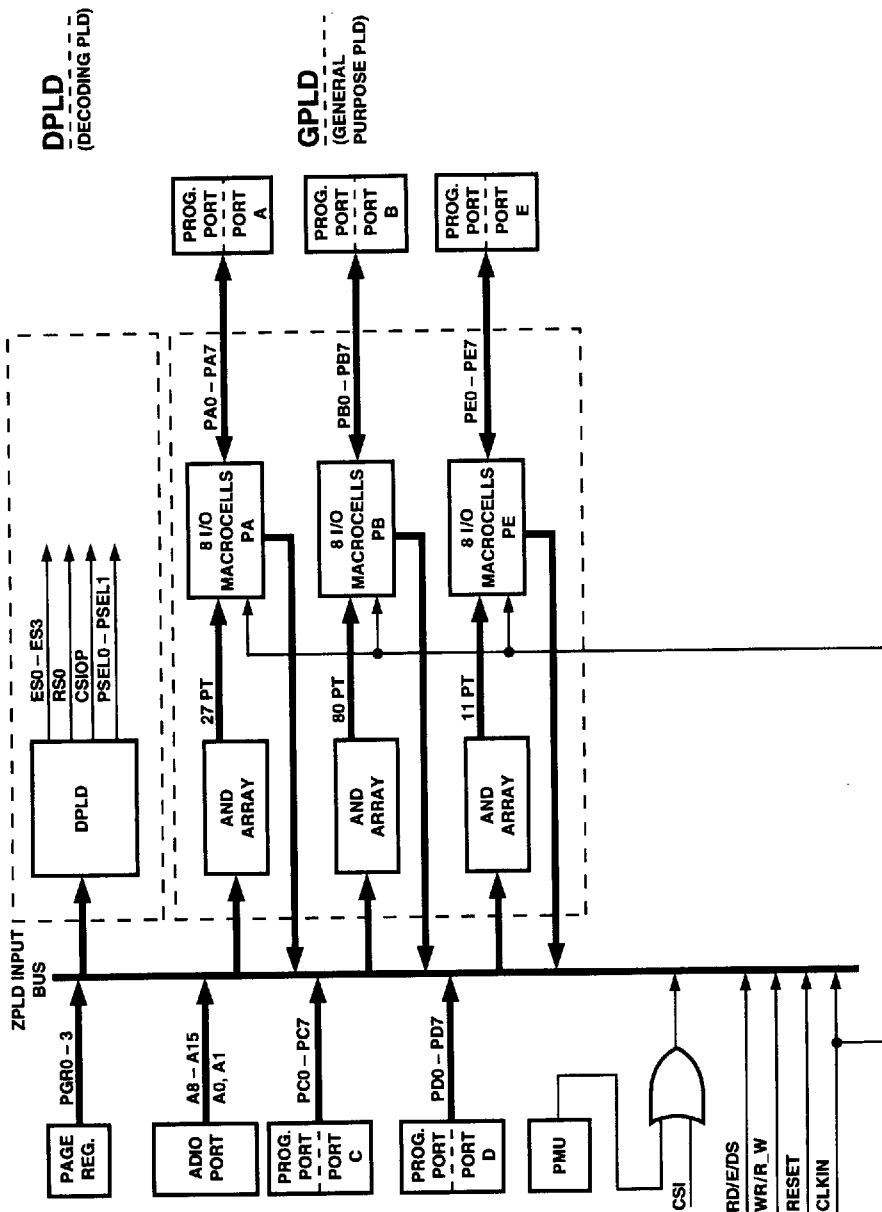 DPLD
(DECODING PLD)
GPLD
(GENERAL
PURPOSE PLD)
PROG.
PORT
PORT
A
PROG.
PORT
PORT
B
PROG.
PORT
PORT
E
PA0 – PA7
PB0 – PB7
PE0 – PE7
8 I/O
MACROCELLS
PA
8 I/O
MACROCELLS
PB
8 I/O
MACROCELLS
PE
ES0 – ES3
RS0
CSIOP
PSEL0 – PSEL1
27 PT
80 PT
11 PT
DPLD
AND
ARRAY
AND
ARRAY
AND
ARRAY
ZPLD INPUT
BUS
PGR0 – 3
A8 – A15
A0, A1
PC0 – PC7
PD0 – PD7
PAGE
REG.
ADIO
PORT
PROG.
PORT
PORT
C
PROG.
PORT
PORT
D
PMU
CSI
RD/E/DS
WR/R_W
RESET
CLKIN